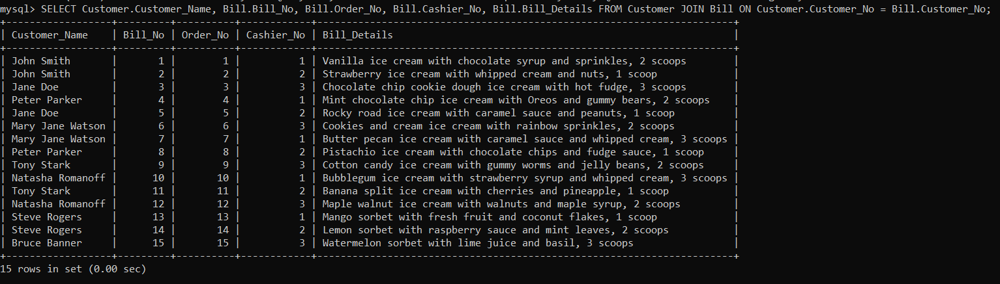 mysql> SELECT Customer.Customer_Name, Bill.Bill_No, Bill.Order_No, Bill.Cashier_No, Bill.Bill_Details FROM Customer JOIN Bill ON Customer.Customer_No = Bill.Customer_No;
+-----------------+---------+----------+------------+-----------------------------------------------------------------------+
| Customer_Name   | Bill_No | Order_No | Cashier_No | Bill_Details                                                          |
+-----------------+---------+----------+------------+-----------------------------------------------------------------------+
| John Smith      |       1 |        1 |          1 | Vanilla ice cream with chocolate syrup and sprinkles, 2 scoops        |
| John Smith      |       2 |        2 |          2 | Strawberry ice cream with whipped cream and nuts, 1 scoop             |
| Jane Doe        |       3 |        3 |          3 | Chocolate chip cookie dough ice cream with hot fudge, 3 scoops        |
| Peter Parker    |       4 |        4 |          1 | Mint chocolate chip ice cream with Oreos and gummy bears, 2 scoops    |
| Jane Doe        |       5 |        5 |          2 | Rocky road ice cream with caramel sauce and peanuts, 1 scoop          |
| Mary Jane Watson |       6 |        6 |          3 | Cookies and cream ice cream with rainbow sprinkles, 2 scoops          |
| Mary Jane Watson |       7 |        7 |          1 | Butter pecan ice cream with caramel sauce and whipped cream, 3 scoops |
| Peter Parker    |       8 |        8 |          2 | Pistachio ice cream with chocolate chips and fudge sauce, 1 scoop     |
| Tony Stark      |       9 |        9 |          3 | Cotton candy ice cream with gummy worms and jelly beans, 2 scoops     |
| Natasha Romanoff |      10 |       10 |          1 | Bubblegum ice cream with strawberry syrup and whipped cream, 3 scoops |
| Tony Stark      |      11 |       11 |          2 | Banana split ice cream with cherries and pineapple, 1 scoop           |
| Natasha Romanoff |      12 |       12 |          3 | Maple walnut ice cream with walnuts and maple syrup, 2 scoops         |
| Steve Rogers    |      13 |       13 |          1 | Mango sorbet with fresh fruit and coconut flakes, 1 scoop             |
| Steve Rogers    |      14 |       14 |          2 | Lemon sorbet with raspberry sauce and mint leaves, 2 scoops           |
| Bruce Banner    |      15 |       15 |          3 | Watermelon sorbet with lime juice and basil, 3 scoops                 |
+-----------------+---------+----------+------------+-----------------------------------------------------------------------+
15 rows in set (0.00 sec)